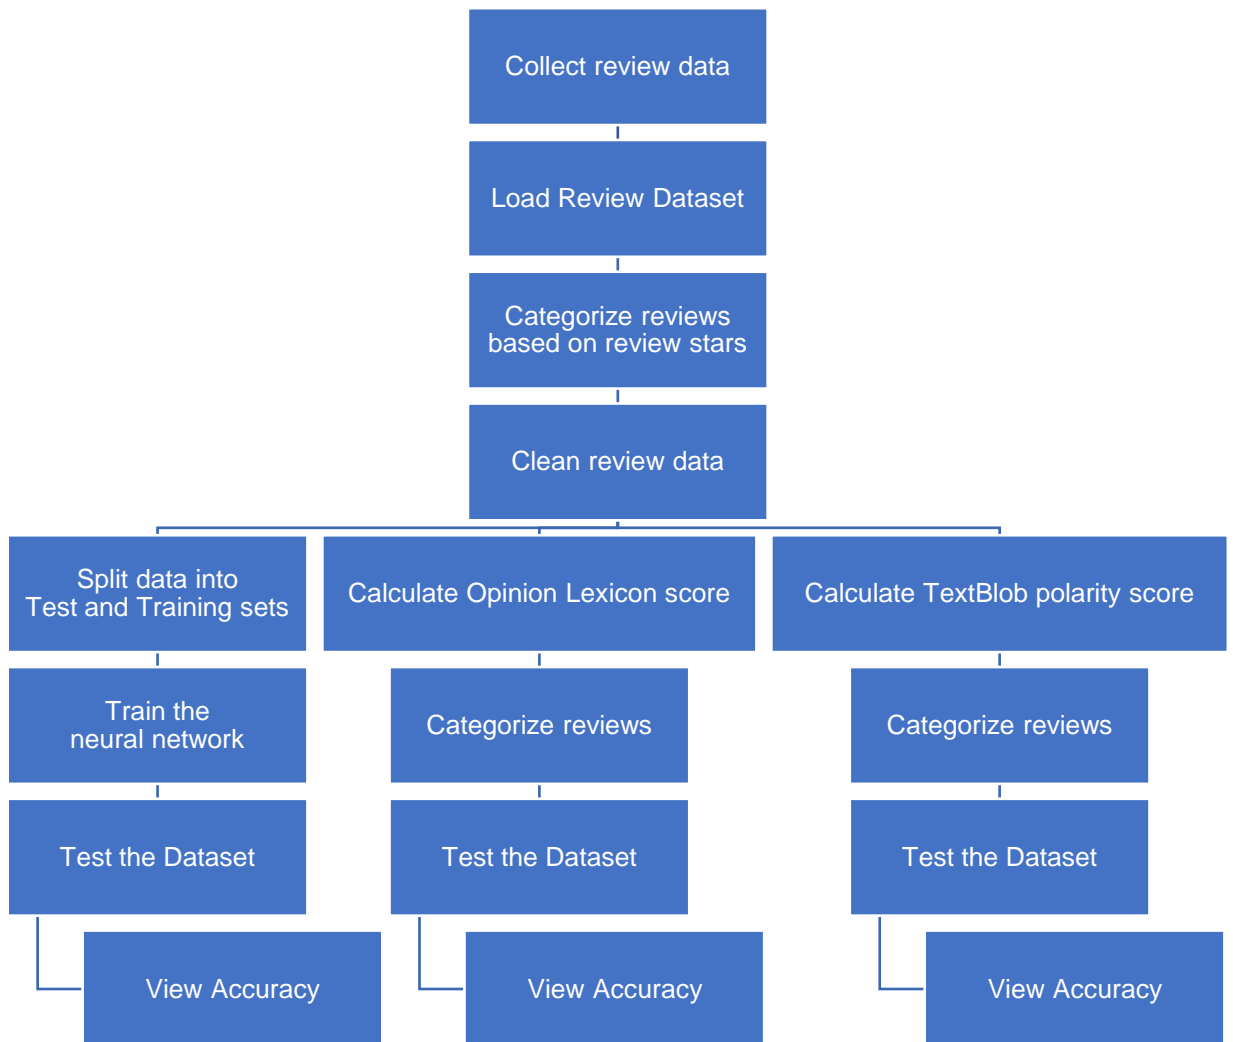 Collect review data
Load Review Dataset
Categorize reviews
based on review stars
Clean review data
Split data into
Test and Training sets
Calculate Opinion Lexicon score
Calculate TextBlob polarity score
Train the
neural network
Categorize reviews
Categorize reviews
Test the Dataset
Test the Dataset
Test the Dataset
View Accuracy
View Accuracy
View Accuracy